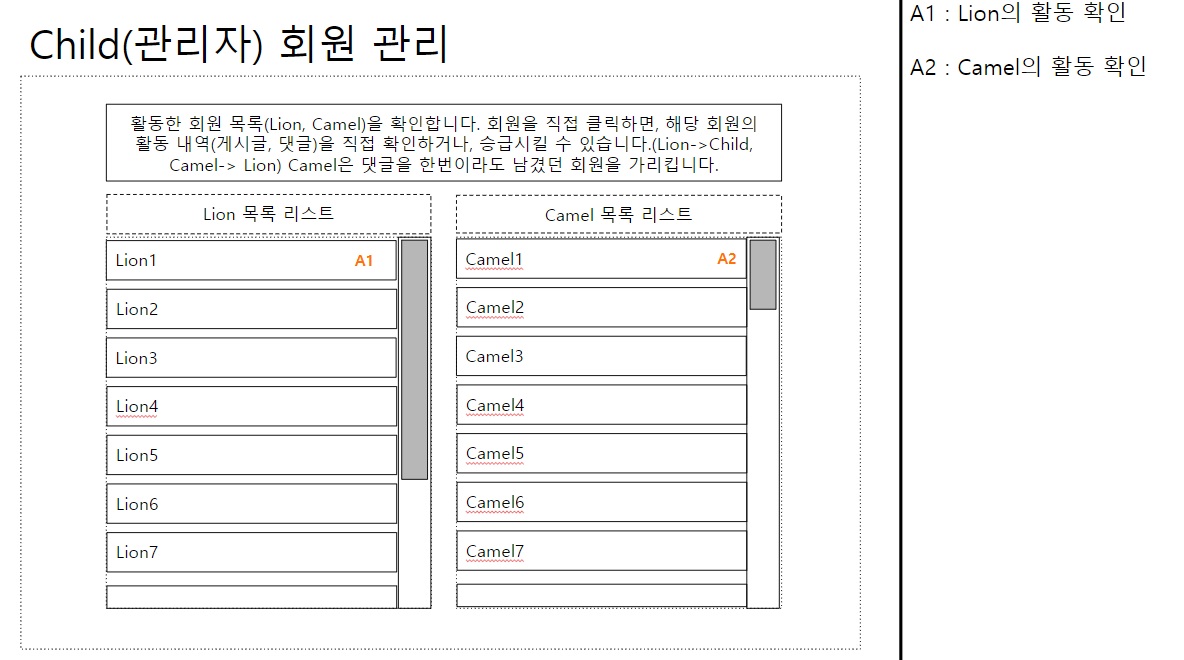 Child(관리자) 회원 관리
활동한 회원 목록(Lion, Camel)을 확인합니다. 회원을 직접 클릭하면, 해당 회원의
활동 내역(게시글, 댓글)을 직접 확인하거나, 승급시킬 수 있습니다.(Lion->Child,
Camel-> Lion) Camel은 댓글을 한번이라도 남겼던 회원을 가리킵니다.
Lion 목록 리스트
Lion1 A1
Lion2
Lion3
Lion4
Lion5
Lion6
Lion7
Camel 목록 리스트
Camel1 A2
Camel2
Camel3
Camel4
Camel5
Camel6
Camel7
A1 : Lion의 활동 확인
A2 : Camel의 활동 확인